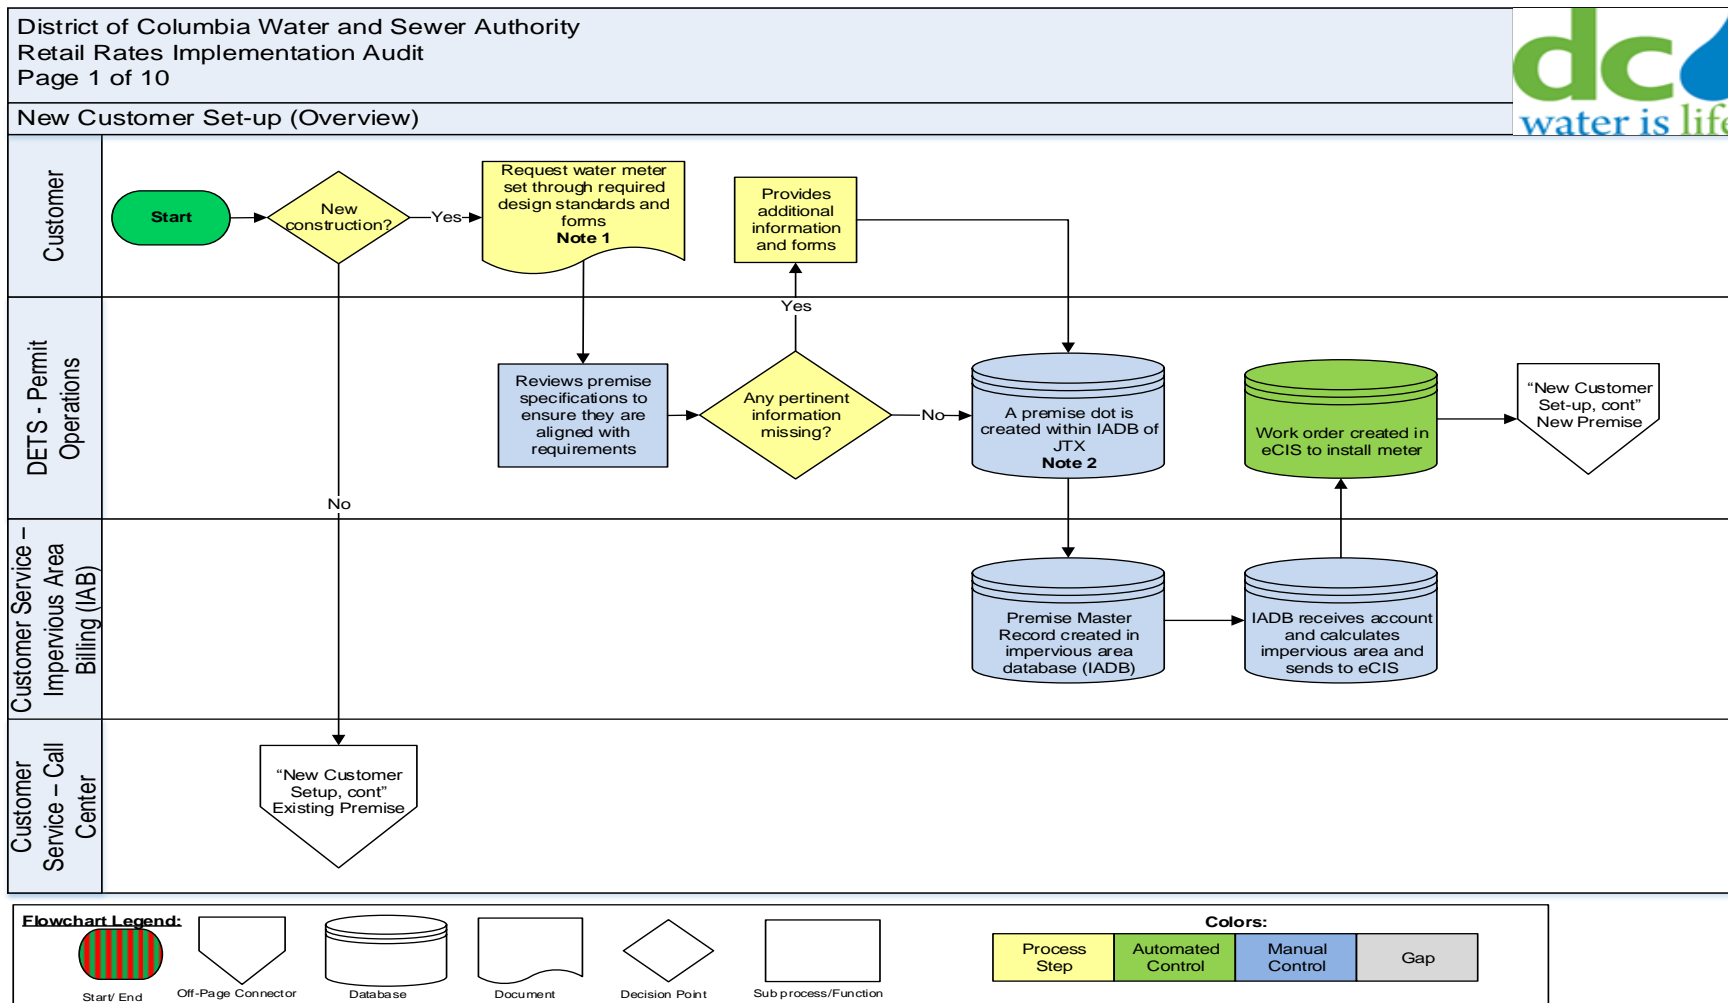 District of Columbia Water and Sewer Authority
Retail Rates Implementation Audit
Page 1 of 10
dc
water is life
New Customer Set-up (Overview)
Customer
Start
New
construction?
Yes
Request water meter
set through required
design standards and
forms
Note 1
Provides
additional
information
and forms
DETS - Permit
Operations
Yes
Reviews premise
specifications to
ensure they are
aligned with
requirements
Any pertinent
information
missing?
No
A premise dot is
created within IADB of
JTX
Note 2
Work order created in
eCIS to install meter
“New Customer
Set-up, cont”
New Premise
No
Customer Service –
Impervious Area
Billing (IAB)
Premise Master
Record created in
impervious area
database (IADB)
IADB receives account
and calculates
impervious area and
sends to eCIS
Customer
Service – Call
Center
“New Customer
Setup, cont”
Existing Premise
Flowchart Legend:
Start/ End
Off-Page Connector
Database
Document
Decision Point
Sub process/Function
Colors:
Process
Step
Automated
Control
Manual
Control
Gap